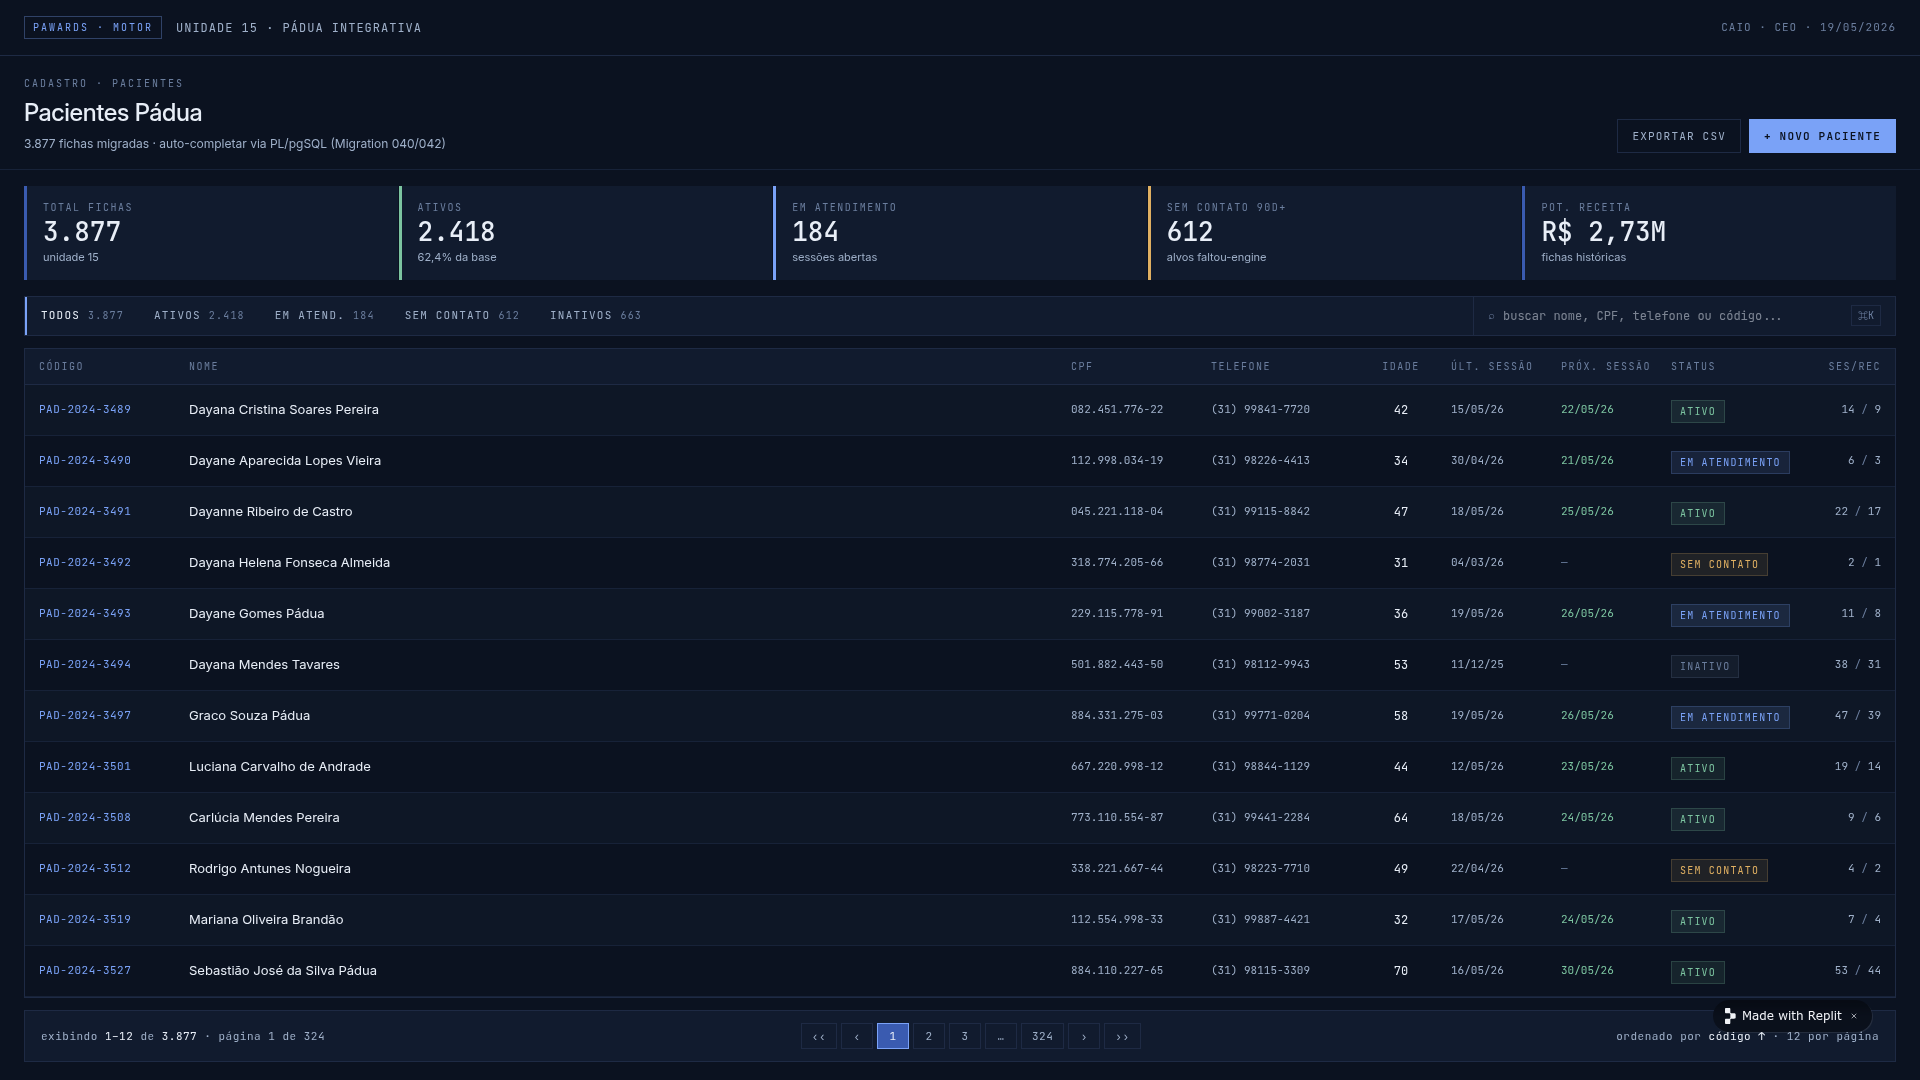 PAWARDS · MOTOR UNIDADE 15 · PÁDUA INTEGRATIVA CAIO · CEO · 19/05/2026
CADASTRO · PACIENTES
Pacientes Pádua
3.877 fichas migradas · auto-completar via PL/pgSQL (Migration 040/042)
EXPORTAR CSV + NOVO PACIENTE
TOTAL FICHAS ATIVOS EM ATENDIMENTO SEM CONTATO 90D+ POT. RECEITA
3.877 2.418 184 612 R$ 2,73M
unidade 15 62,4% da base sessões abertas alvos faltou-engine fichas históricas
TODOS 3.877 ATIVOS 2.418 EM ATEND. 184 SEM CONTATO 612 INATIVOS 663 ⌕ buscar nome, CPF, telefone ou código... ⌘K
CÓDIGO NOME CPF TELEFONE IDADE ÚLT. SESSÃO PRÓX. SESSÃO STATUS SES/REC
PAD-2024-3489 Dayana Cristina Soares Pereira 082.451.776-22 (31) 99841-7720 42 15/05/26 22/05/26 ATIVO 14 / 9
PAD-2024-3490 Dayane Aparecida Lopes Vieira 112.998.034-19 (31) 98226-4413 34 30/04/26 21/05/26 EM ATENDIMENTO 6 / 3
PAD-2024-3491 Dayanne Ribeiro de Castro 045.221.118-04 (31) 99115-8842 47 18/05/26 25/05/26 ATIVO 22 / 17
PAD-2024-3492 Dayana Helena Fonseca Almeida 318.774.205-66 (31) 98774-2031 31 04/03/26 — SEM CONTATO 2 / 1
PAD-2024-3493 Dayane Gomes Pádua 229.115.778-91 (31) 99002-3187 36 19/05/26 26/05/26 EM ATENDIMENTO 11 / 8
PAD-2024-3494 Dayana Mendes Tavares 501.882.443-50 (31) 98112-9943 53 11/12/25 — INATIVO 38 / 31
PAD-2024-3497 Graco Souza Pádua 884.331.275-03 (31) 99771-0204 58 19/05/26 26/05/26 EM ATENDIMENTO 47 / 39
PAD-2024-3501 Luciana Carvalho de Andrade 667.220.998-12 (31) 98844-1129 44 12/05/26 23/05/26 ATIVO 19 / 14
PAD-2024-3508 Carlúcia Mendes Pereira 773.110.554-87 (31) 99441-2284 64 18/05/26 24/05/26 ATIVO 9 / 6
PAD-2024-3512 Rodrigo Antunes Nogueira 338.221.667-44 (31) 98223-7710 49 22/04/26 — SEM CONTATO 4 / 2
PAD-2024-3519 Mariana Oliveira Brandão 112.554.998-33 (31) 99887-4421 32 17/05/26 24/05/26 ATIVO 7 / 4
PAD-2024-3527 Sebastião José da Silva Pádua 884.110.227-65 (31) 98115-3309 70 16/05/26 30/05/26 ATIVO 53 / 44
Made with Replit ×
exibindo 1–12 de 3.877 · página 1 de 324 ‹‹ ‹ 1 2 3 … 324 › ›› ordenado por código ↑ · 12 por página